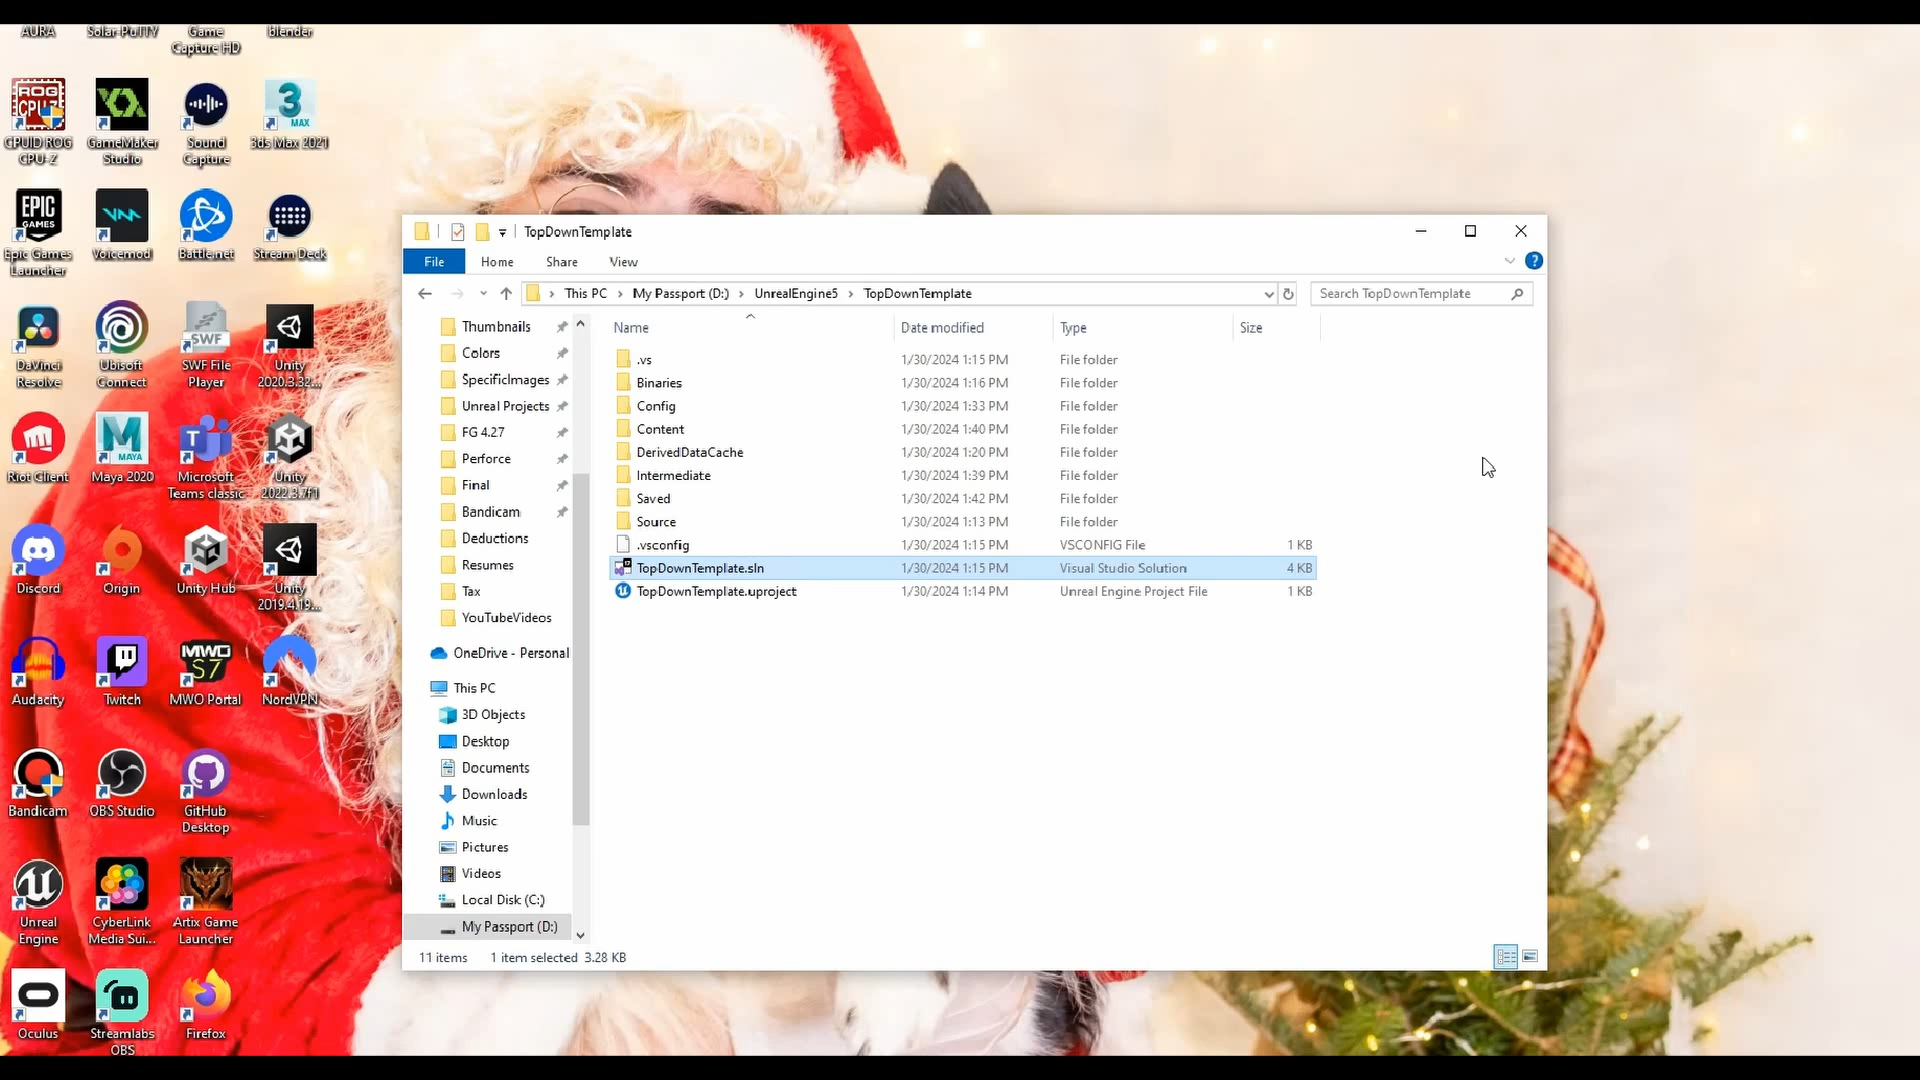 AURA
Solar-PuTTY
Game
Capture HD
blender
CPUID ROG
CPU-Z
GameMaker
Studio
Sound
Capture
3ds Max 2021
Epic Games
Launcher
Voicemod
Battle.net
Stream Deck
DaVinci
Resolve
Ubisoft
Connect
SWF File
Player
Unity
2020.3.32...
Riot Client
Maya 2020
Microsoft
Teams classic
Unity
2022.3.7f1
Discord
Origin
Unity Hub
Unity
2019.4.19...
Audacity
Twitch
MWO Portal
NordVPN
Bandicam
OBS Studio
GitHub
Desktop
Unreal
Engine
CyberLink
Media Sui...
Artix Game
Launcher
Oculus
Streamlabs
OBS
Firefox
ROG
CPU
3
MAX
EPIC
GAMES
SWF
MAYA
MWO
S7
TopDownTemplate
File Home Share View
This PC My Passport (D:) UnrealEngine5 TopDownTemplate
Search TopDownTemplate
Thumbnails
Colors
SpecificImages
Unreal Projects
FG 4.27
Perforce
Final
Bandicam
Deductions
Resumes
Tax
YouTubeVideos
OneDrive - Personal
This PC
3D Objects
Desktop
Documents
Downloads
Music
Pictures
Videos
Local Disk (C:)
My Passport (D:)
Name Date modified Type Size
.vs 1/30/2024 1:15 PM File folder
Binaries 1/30/2024 1:16 PM File folder
Config 1/30/2024 1:33 PM File folder
Content 1/30/2024 1:40 PM File folder
DerivedDataCache 1/30/2024 1:20 PM File folder
Intermediate 1/30/2024 1:39 PM File folder
Saved 1/30/2024 1:42 PM File folder
Source 1/30/2024 1:13 PM File folder
.vsconfig 1/30/2024 1:15 PM VSCONFIG File 1 KB
TopDownTemplate.sln 1/30/2024 1:15 PM Visual Studio Solution 4 KB
TopDownTemplate.uproject 1/30/2024 1:14 PM Unreal Engine Project File 1 KB
11 items 1 item selected 3.28 KB